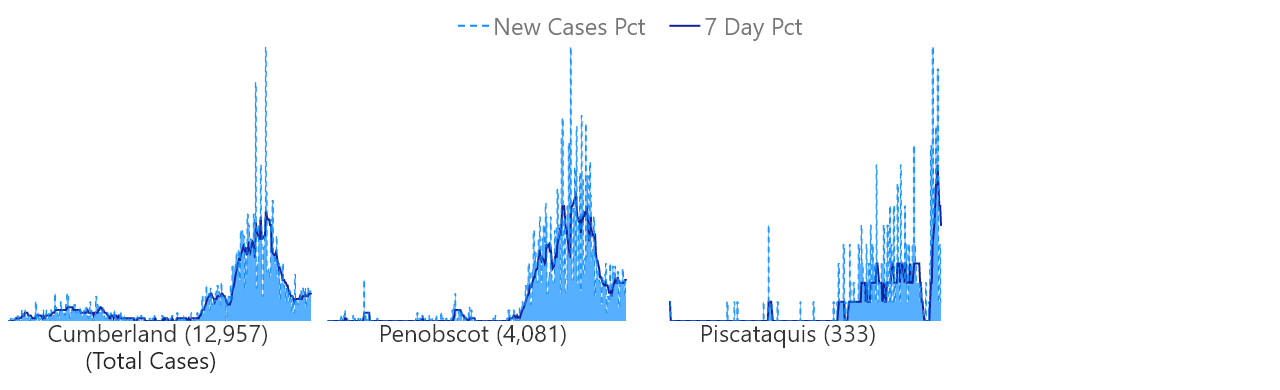 New Cases Pct 7 Day Pct
Cumberland (12,957) Penobscot (4,081) Piscataquis (333)
(Total Cases)